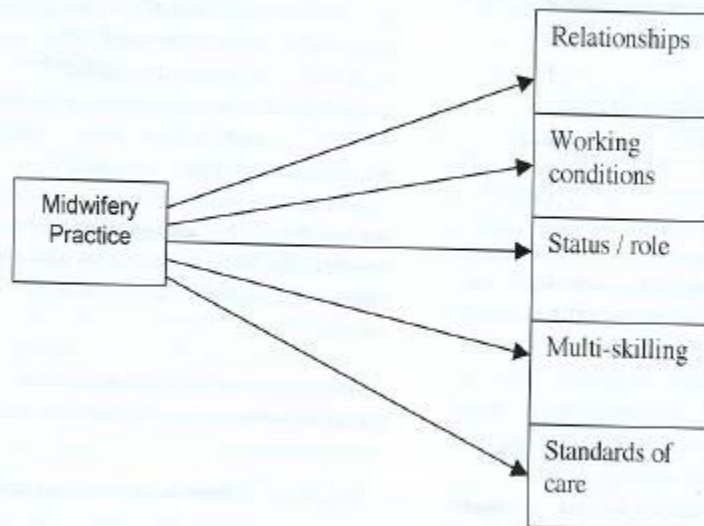 Relationships
Working
conditions
Midwifery
Practice
Status / role
Multi-skilling
Standards of
care